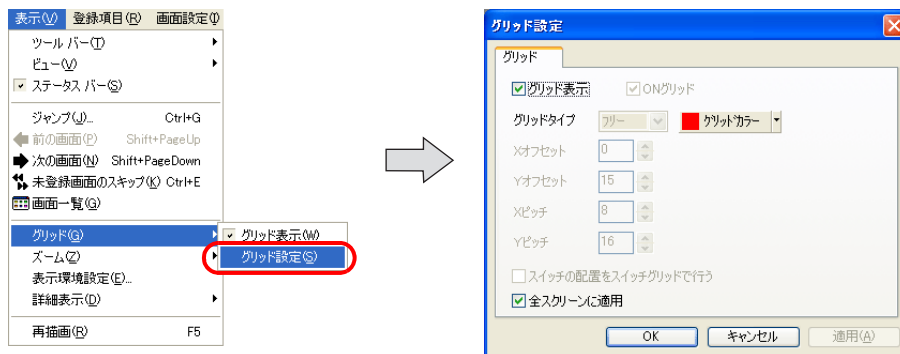 表示(V) 登録項目(R) 画面設定(I)
ツール バー(T)
ビュー(V)
ステータス バー(S)
ジャンプ(J)... Ctrl+G
前の画面(P) Shift+PageUp
次の画面(N) Shift+PageDown
未登録画面のスキップ(K) Ctrl+E
画面一覧(G)
グリッド(G)
ズーム(Z)
表示環境設定(E)...
詳細表示(D)
再描画(R) F5
グリッド表示(W)
グリッド設定(S)
グリッド設定
グリッド
グリッド表示 ONグリッド
グリッドタイプ フリー グリッドカラー
Xオフセット 0
Yオフセット 15
Xピッチ 8
Yピッチ 16
スイッチの配置をスイッチグリッドで行う
全スクリーンに適用
OK キャンセル 適用(A)